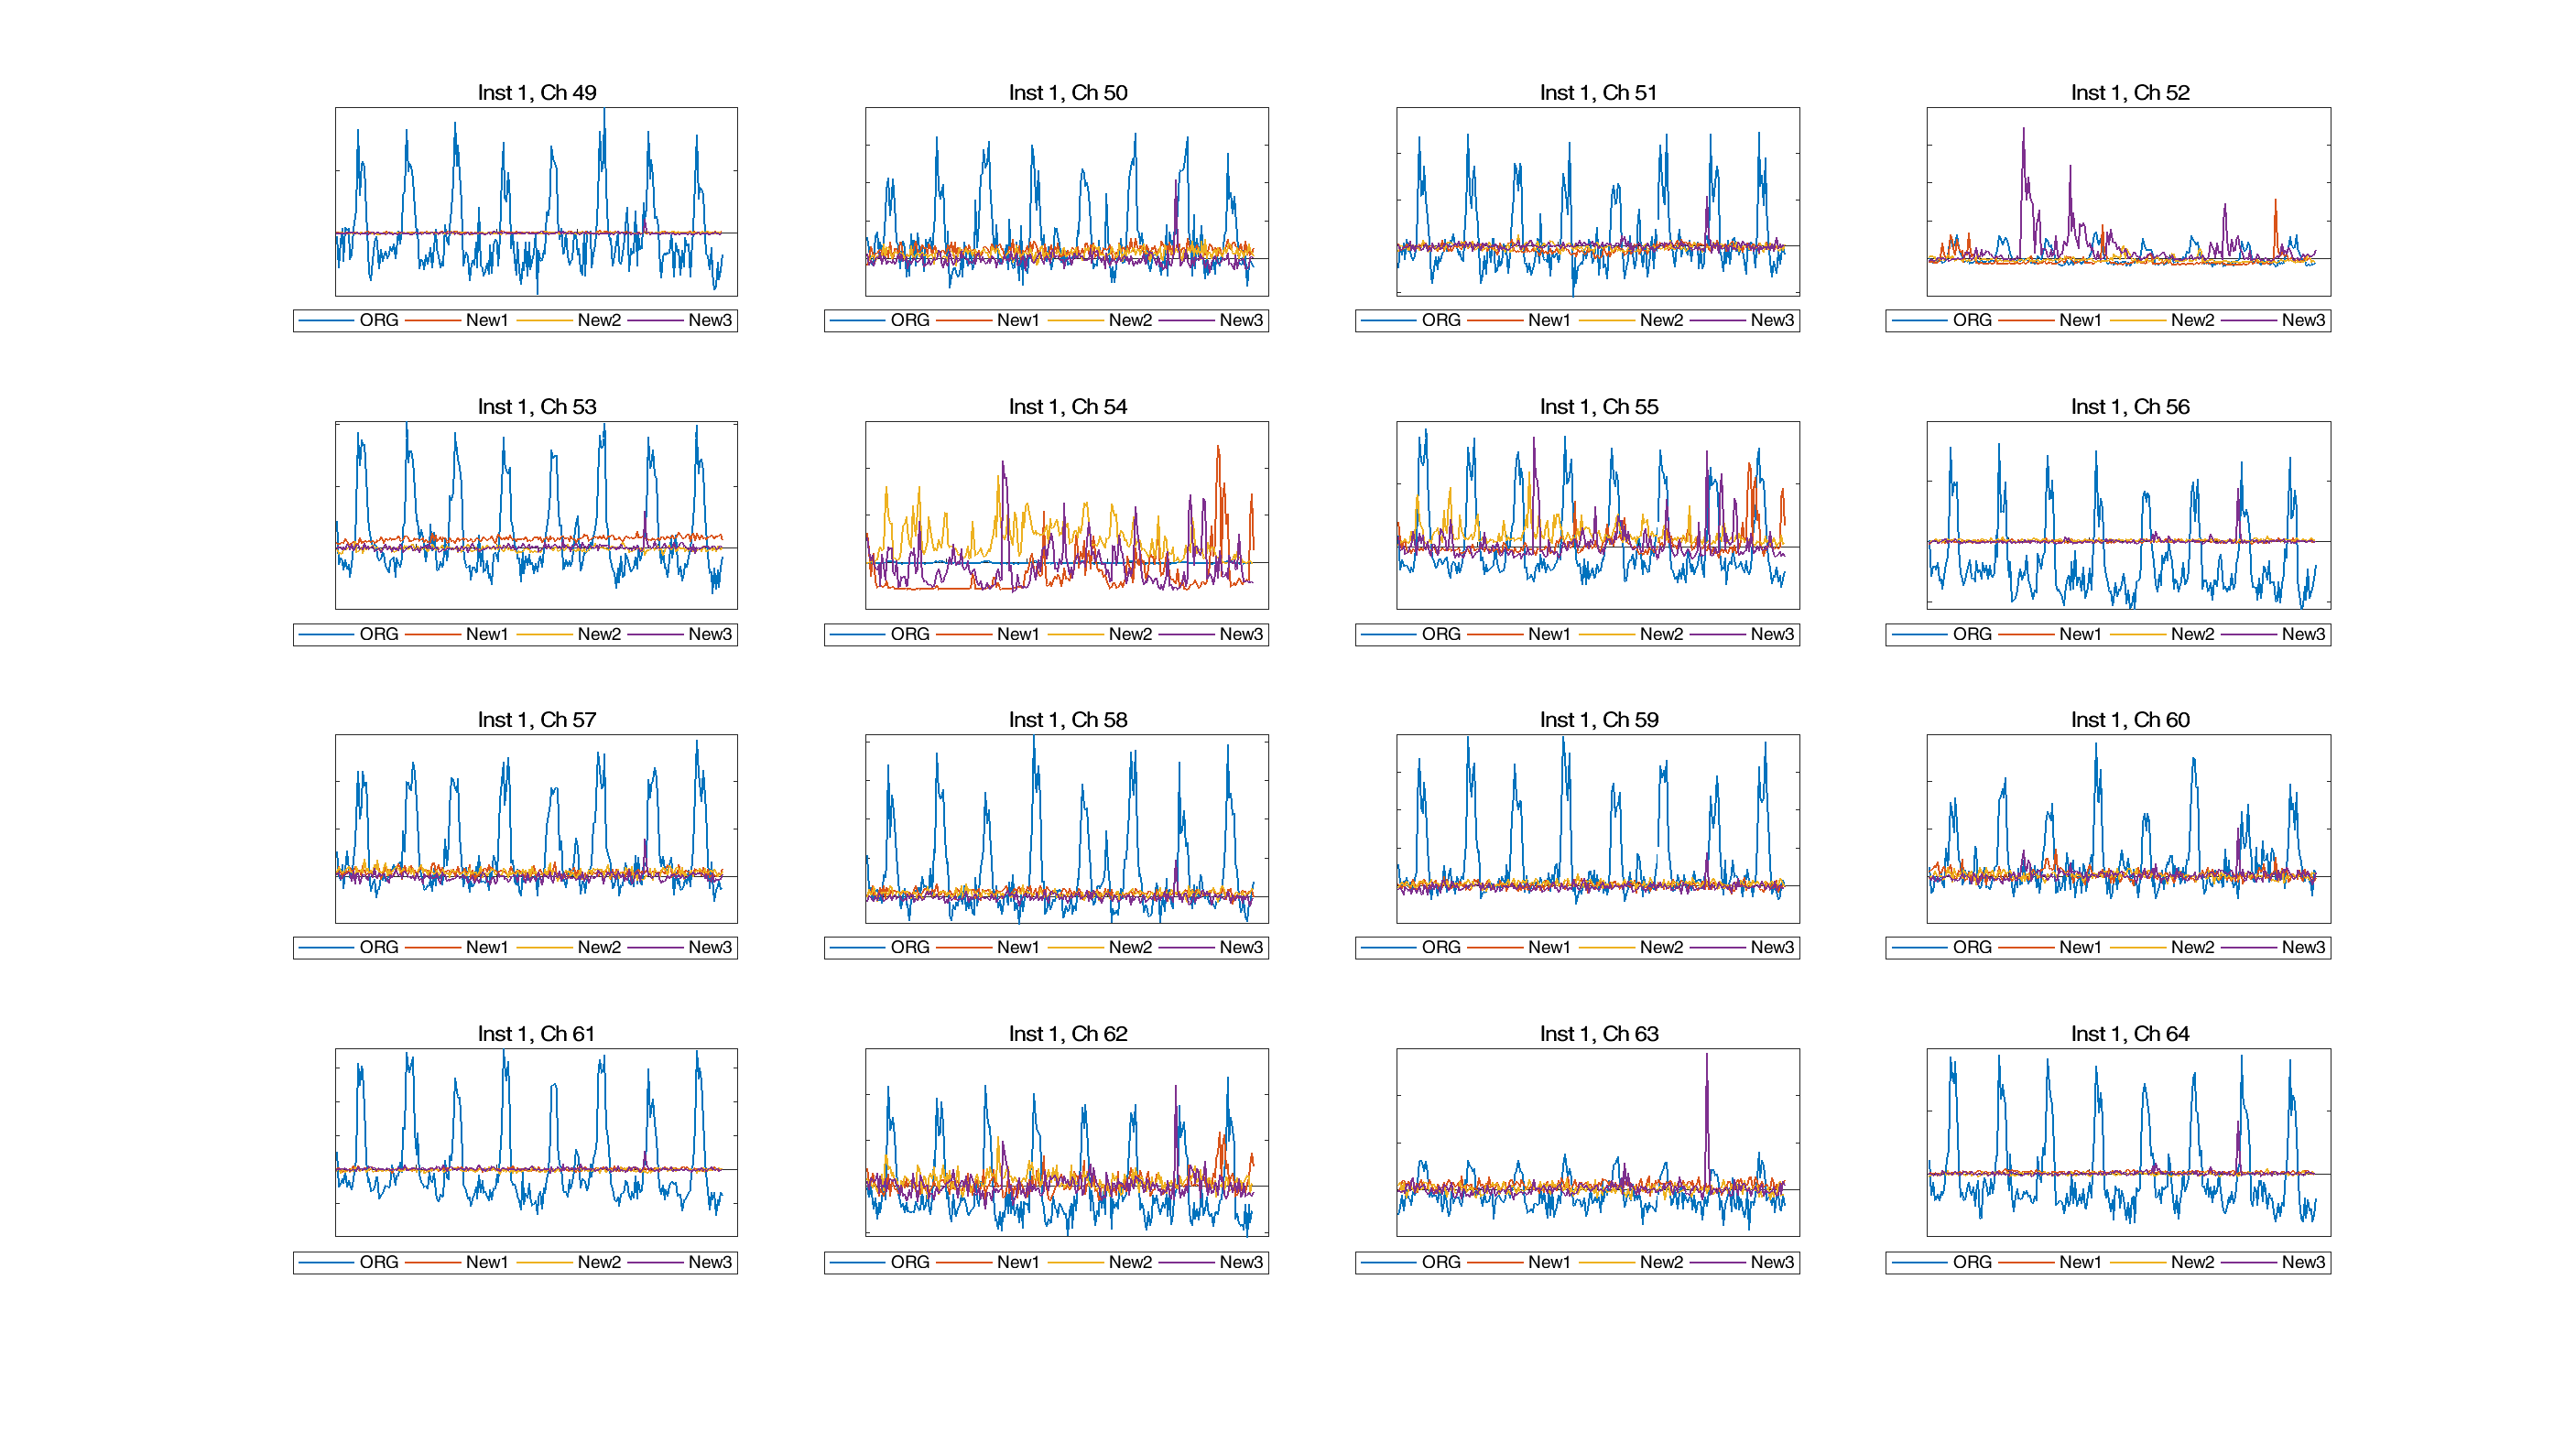 Inst 1, Ch 49
ORG New1 New2 New3
Inst 1, Ch 50
ORG New1 New2 New3
Inst 1, Ch 51
ORG New1 New2 New3
Inst 1, Ch 52
ORG New1 New2 New3
Inst 1, Ch 53
ORG New1 New2 New3
Inst 1, Ch 54
ORG New1 New2 New3
Inst 1, Ch 55
ORG New1 New2 New3
Inst 1, Ch 56
ORG New1 New2 New3
Inst 1, Ch 57
ORG New1 New2 New3
Inst 1, Ch 58
ORG New1 New2 New3
Inst 1, Ch 59
ORG New1 New2 New3
Inst 1, Ch 60
ORG New1 New2 New3
Inst 1, Ch 61
ORG New1 New2 New3
Inst 1, Ch 62
ORG New1 New2 New3
Inst 1, Ch 63
ORG New1 New2 New3
Inst 1, Ch 64
ORG New1 New2 New3